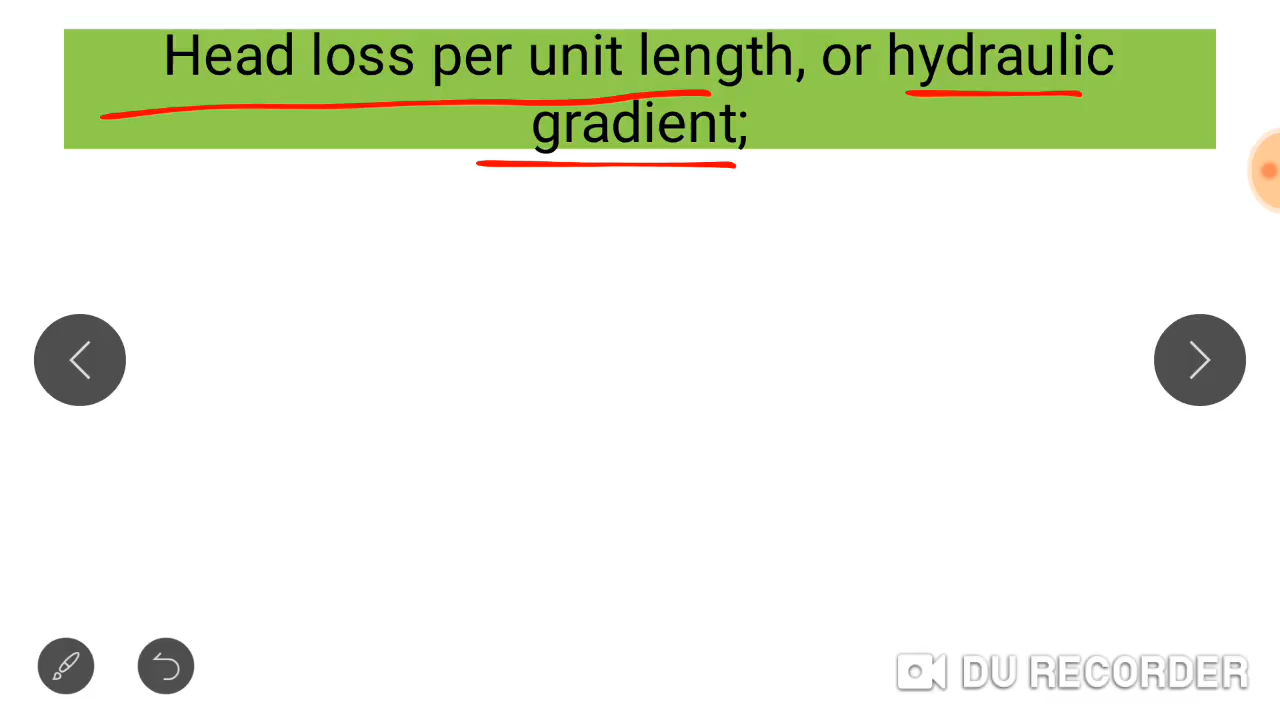 Head loss per unit length, or hydraulic
gradient;
DU RECORDER